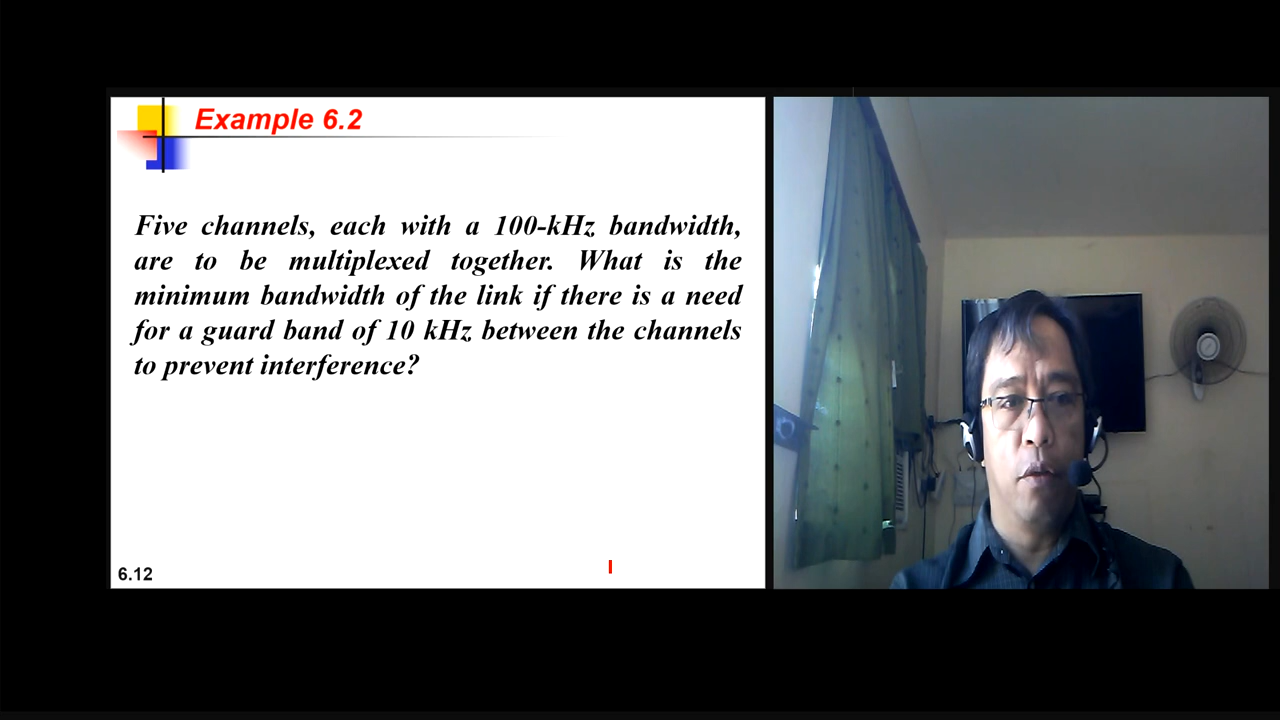 Example 6.2
Five channels, each with a 100-kHz bandwidth,
are to be multiplexed together. What is the
minimum bandwidth of the link if there is a need
for a guard band of 10 kHz between the channels
to prevent interference?
6.12